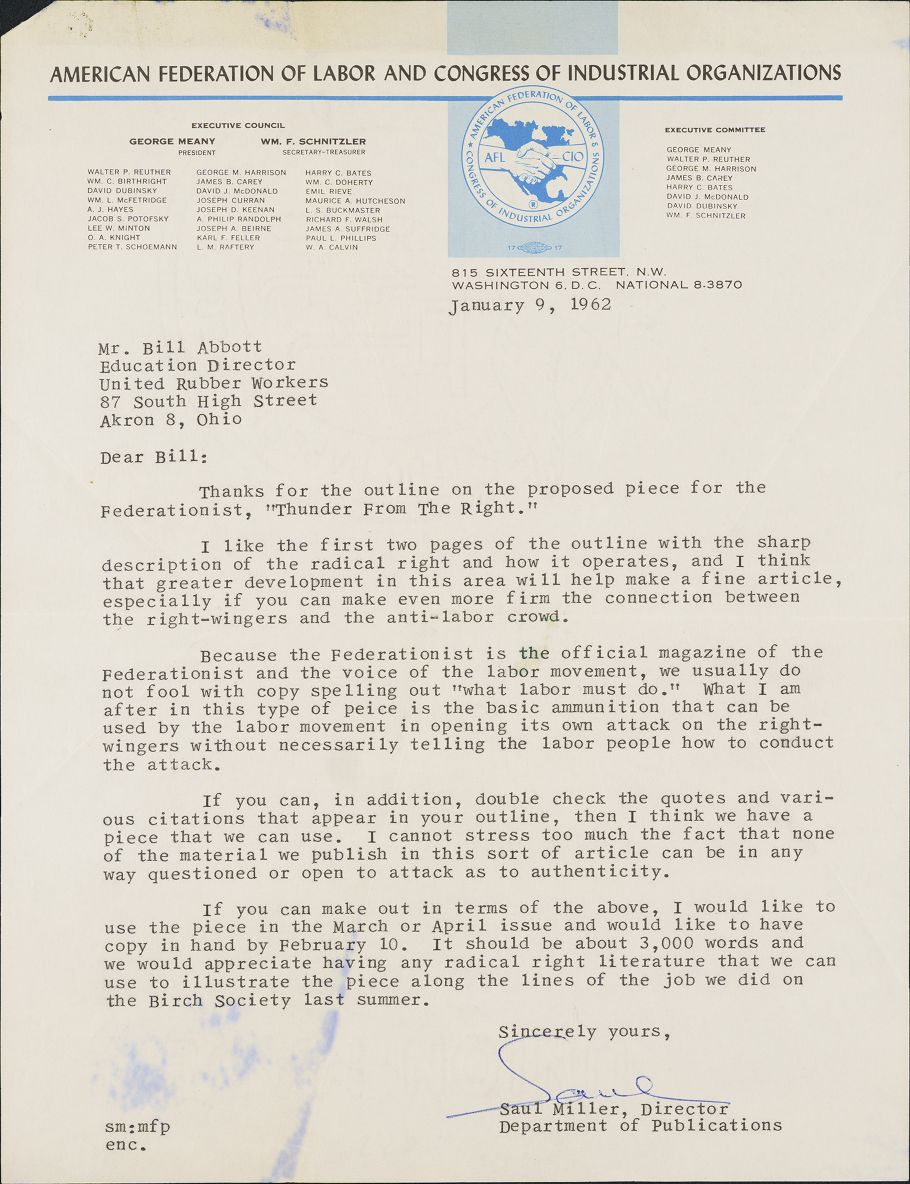 AMERICAN FEDERATION OF LABOR AND CONGRESS OF INDUSTRIAL ORGANIZATIONS
EXECUTIVE COUNCIL
GEORGE MEANY WM. F. SCHNITZLER
PRESIDENT SECRETARY-TREASURER
WALTER P. REUTHER GEORGE M. HARRISON HARRY C. BATES
WM. C. BIRTHRIGHT JAMES B. CAREY WM. C. DOHERTY
DAVID DUBINSKY DAVID J. McDONALD EMIL RIEVE
WM. L. McFETRIDGE JOSEPH CURRAN MAURICE A. HUTCHESON
A. J. HAYES JOSEPH D. KEENAN L. S. BUCKMASTER
JACOB S. POTOFSKY A. PHILIP RANDOLPH RICHARD F. WALSH
LEE W. MINTON JOSEPH A. BEIRNE JAMES A. SUFFRIDGE
O. A. KNIGHT KARL F. FELLER PAUL L. PHILLIPS
PETER T. SCHOEMANN L. M. RAFTERY W. A. CALVIN
AMERICAN FEDERATION OF LABOR &
CONGRESS OF INDUSTRIAL ORGANIZATIONS
AFL CIO
®
17 17
EXECUTIVE COMMITTEE
GEORGE MEANY
WALTER P. REUTHER
GEORGE M. HARRISON
JAMES B. CAREY
HARRY C. BATES
DAVID J. McDONALD
DAVID DUBINSKY
WM. F. SCHNITZLER
815 SIXTEENTH STREET, N.W.
WASHINGTON 6, D. C. NATIONAL 8-3870
January 9, 1962
Mr. Bill Abbott
Education Director
United Rubber Workers
87 South High Street
Akron 8, Ohio
Dear Bill:
Thanks for the outline on the proposed piece for the
Federationist, "Thunder From The Right."
I like the first two pages of the outline with the sharp
description of the radical right and how it operates, and I think
that greater development in this area will help make a fine article,
especially if you can make even more firm the connection between
the right-wingers and the anti-labor crowd.
Because the Federationist is the official magazine of the
Federationist and the voice of the labor movement, we usually do
not fool with copy spelling out "what labor must do." What I am
after in this type of peice is the basic ammunition that can be
used by the labor movement in opening its own attack on the right-
wingers without necessarily telling the labor people how to conduct
the attack.
If you can, in addition, double check the quotes and vari-
ous citations that appear in your outline, then I think we have a
piece that we can use. I cannot stress too much the fact that none
of the material we publish in this sort of article can be in any
way questioned or open to attack as to authenticity.
If you can make out in terms of the above, I would like to
use the piece in the March or April issue and would like to have
copy in hand by February 10. It should be about 3,000 words and
we would appreciate having any radical right literature that we can
use to illustrate the piece along the lines of the job we did on
the Birch Society last summer.
Sincerely yours,
Saul
Saul Miller, Director
Department of Publications
sm:mfp
enc.